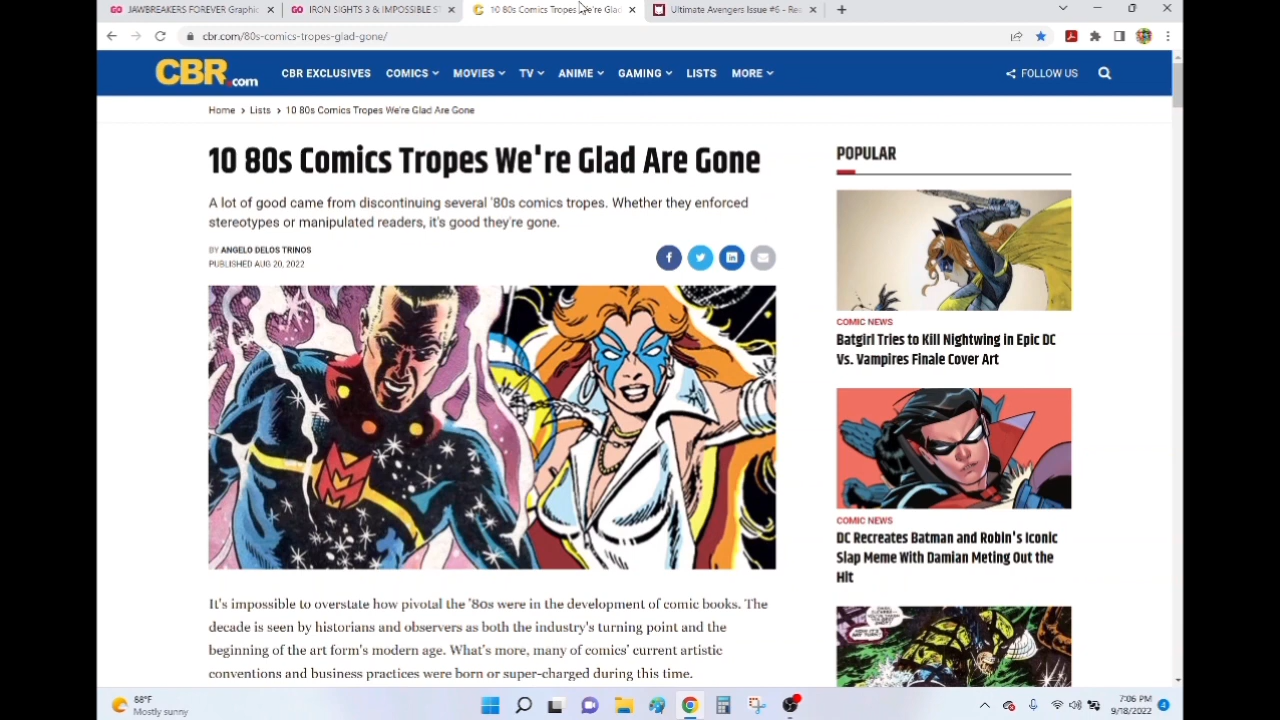 JAWBREAKERS FOREVER Graphic
IRON SIGHTS 3 & IMPOSSIBLE ST
10 80s Comics Tropes We're Glad
Ultimate Avengers Issue #6 - Rea
cbr.com/80s-comics-tropes-glad-gone/
CBR.com
CBR EXCLUSIVES
COMICS
MOVIES
TV
ANIME
GAMING
LISTS
MORE
FOLLOW US
Home > Lists > 10 80s Comics Tropes We're Glad Are Gone
10 80s Comics Tropes We're Glad Are Gone
A lot of good came from discontinuing several '80s comics tropes. Whether they enforced
stereotypes or manipulated readers, it's good they're gone.
BY ANGELO DELOS TRINOS
PUBLISHED AUG 20, 2022
It's impossible to overstate how pivotal the '80s were in the development of comic books. The
decade is seen by historians and observers as both the industry's turning point and the
beginning of the art form's modern age. What's more, many of comics' current artistic
conventions and business practices were born or super-charged during this time.
POPULAR
COMIC NEWS
Batgirl Tries to Kill Nightwing in Epic DC
Vs. Vampires Finale Cover Art
COMIC NEWS
DC Recreates Batman and Robin's Iconic
Slap Meme With Damian Meting Out the
Hit
88°F
Mostly sunny
7:06 PM
9/18/2022
4